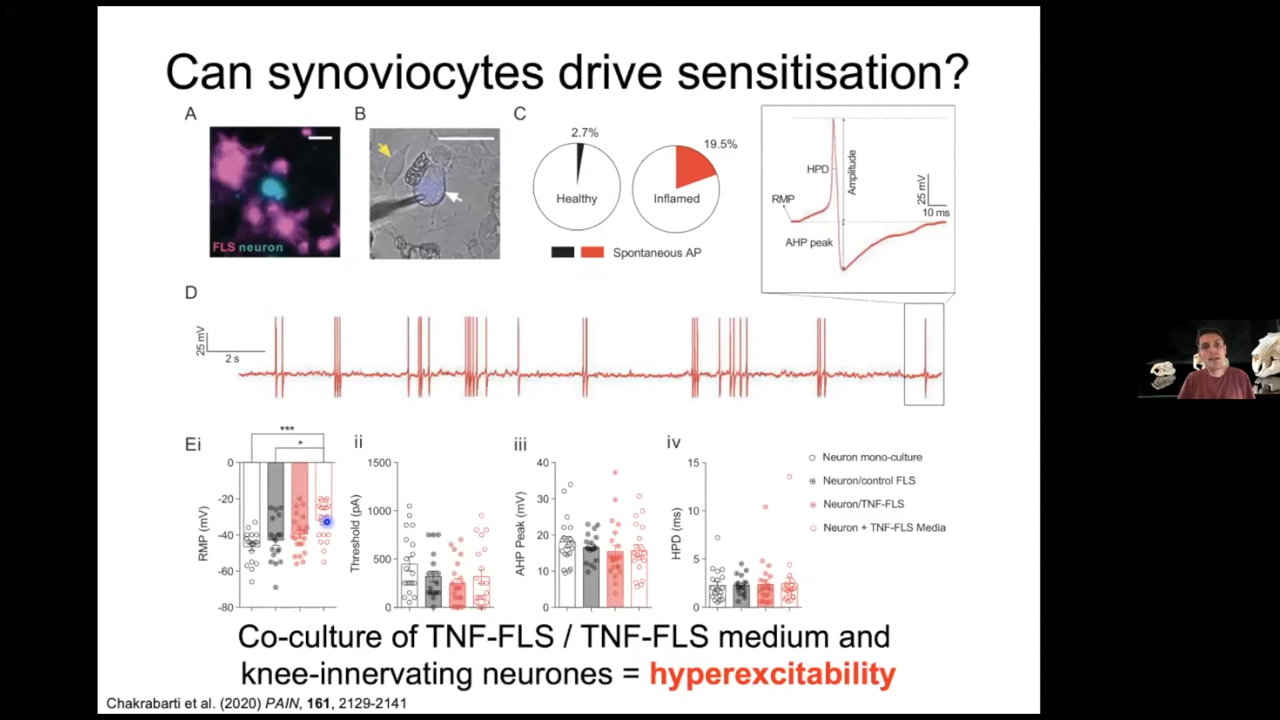 Can synoviocytes drive sensitisation?
A
B
C
FLS neuron
2.7%
Healthy
19.5%
Inflamed
Spontaneous AP
HPD
Amplitude
RMP
25 mV
10 ms
AHP peak
D
25 mV
2 s
Ei
***
*
0
-20
-40
-60
-80
RMP (mV)
ii
1500
1000
500
0
Threshold (pA)
iii
40
30
20
10
0
AHP Peak (mV)
iv
15
10
5
0
HPD (ms)
Neuron mono-culture
Neuron/control FLS
Neuron/TNF-FLS
Neuron + TNF-FLS Media
Co-culture of TNF-FLS / TNF-FLS medium and
knee-innervating neurones = hyperexcitability
Chakrabarti et al. (2020) PAIN, 161, 2129-2141